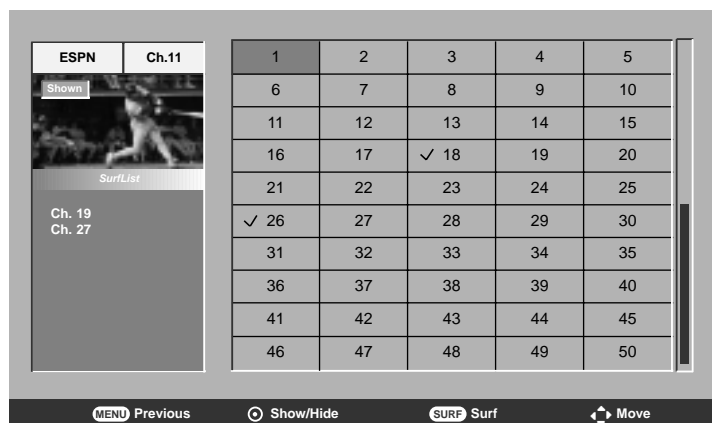 ESPN Ch.11
Shown
SurfList
Ch. 19
Ch. 27
1 2 3 4 5
6 7 8 9 10
11 12 13 14 15
16 17 ✓ 18 19 20
21 22 23 24 25
✓ 26 27 28 29 30
31 32 33 34 35
36 37 38 39 40
41 42 43 44 45
46 47 48 49 50
MENU Previous Show/Hide SURF Surf Move